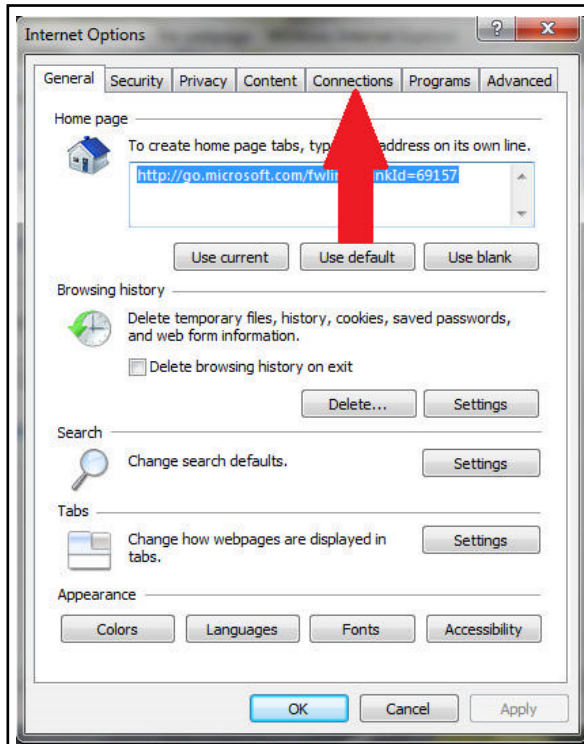 Internet Options
General Security Privacy Content Connections Programs Advanced
Home page
To create home page tabs, typ address on its own line.
http://go.microsoft.com/fwlin nkId=69157
Use current Use default Use blank
Browsing history
Delete temporary files, history, cookies, saved passwords,
and web form information.
Delete browsing history on exit
Delete... Settings
Search
Change search defaults.
Settings
Tabs
Change how webpages are displayed in
tabs.
Settings
Appearance
Colors Languages Fonts Accessibility
OK Cancel Apply